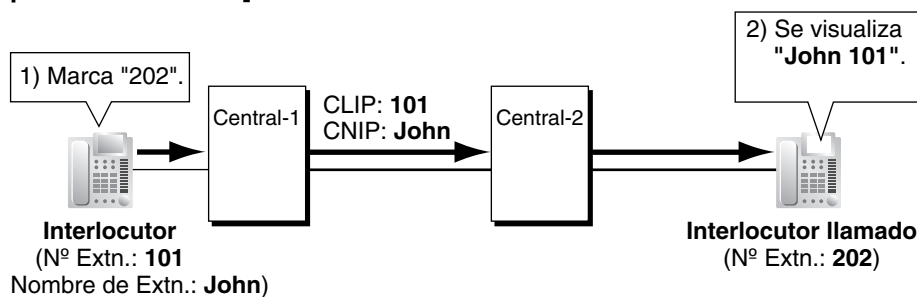 1) Marca "202".
2) Se visualiza
"John 101".
Central-1
CLIP: 101
CNIP: John
Central-2
Interlocutor
(Nº Extn.: 101
Nombre de Extn.: John)
Interlocutor llamado
(Nº Extn.: 202)